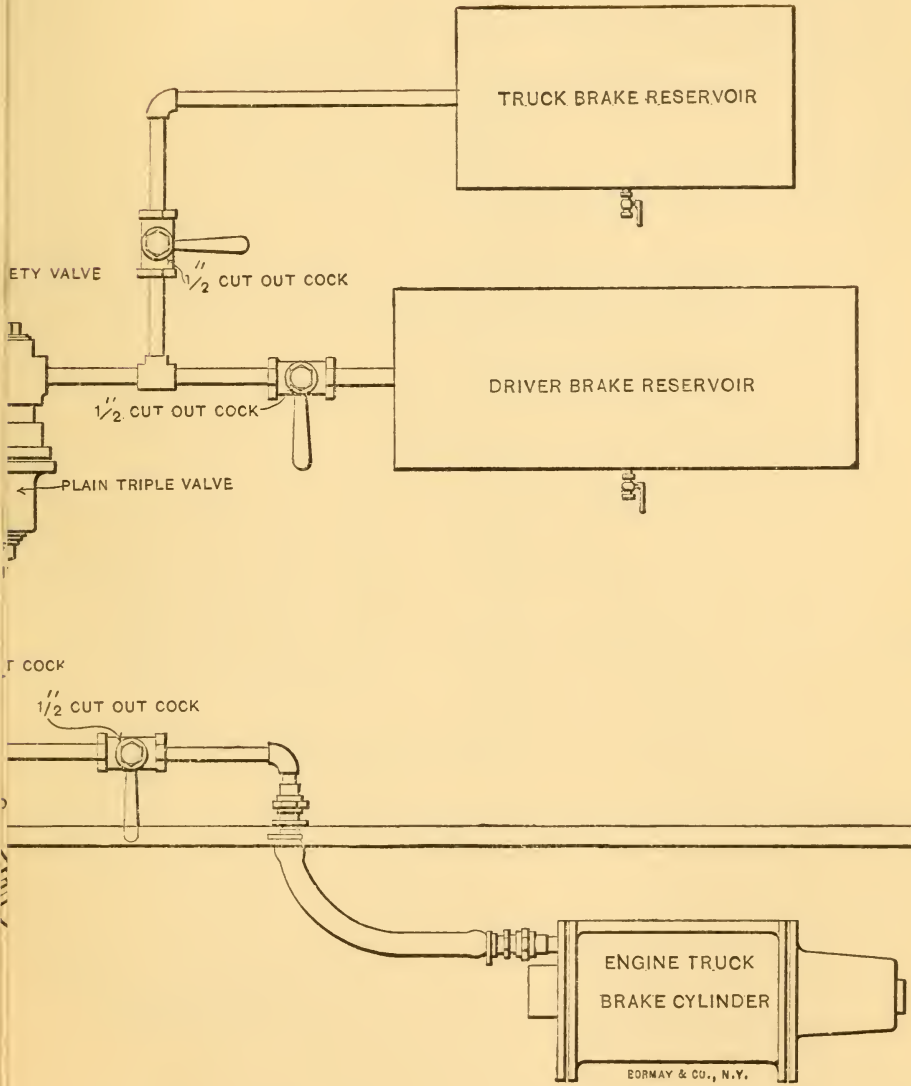 TRUCK BRAKE RESERVOIR
ETY VALVE
1/2" CUT OUT COCK
DRIVER BRAKE RESERVOIR
1/2" CUT OUT COCK
PLAIN TRIPLE VALVE
T COCK
1/2" CUT OUT COCK
ENGINE TRUCK
BRAKE CYLINDER
BORMAY & CO., N.Y.